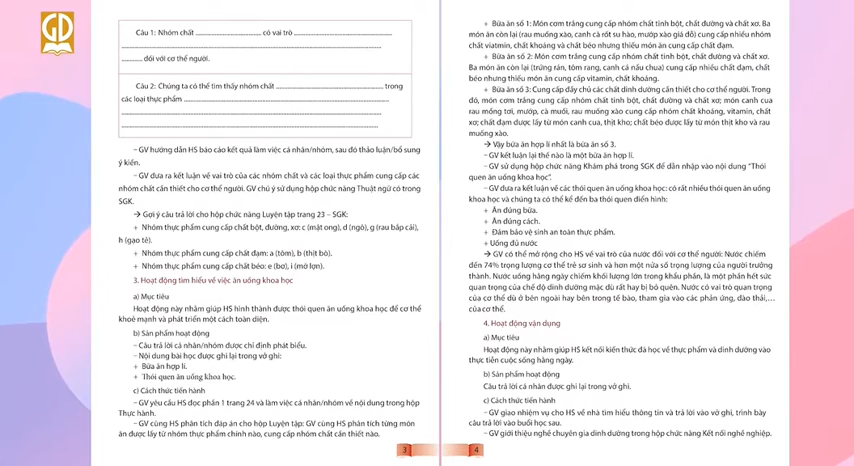 GD
Câu 1: Nhóm chất ........................ có vai trò ........................
........................
........ đối với cơ thể người.
Câu 2: Chúng ta có thể tìm thấy nhóm chất ........................ trong
các loại thực phẩm ........................
........................
........................
– GV hướng dẫn HS báo cáo kết quả làm việc cá nhân/nhóm, sau đó thảo luận/bổ sung
ý kiến.
– GV đưa ra kết luận về vai trò của các nhóm chất và các loại thực phẩm cung cấp các
nhóm chất cần thiết cho cơ thể người. GV chú ý sử dụng hộp chức năng Thuật ngữ có trong
SGK.
→ Gợi ý câu trả lời cho hộp chức năng Luyện tập trang 23 – SGK:
+ Nhóm thực phẩm cung cấp chất bột, đường, xơ: c (mật ong), d (ngô), g (rau bắp cải),
h (gạo tẻ).
+ Nhóm thực phẩm cung cấp chất đạm: a (tôm), b (thịt bò).
+ Nhóm thực phẩm cung cấp chất béo: e (bơ), i (mỡ lợn).
3. Hoạt động tìm hiểu về việc ăn uống khoa học
a) Mục tiêu
Hoạt động này nhằm giúp HS hình thành được thói quen ăn uống khoa học để cơ thể
khoẻ mạnh và phát triển một cách toàn diện.
b) Sản phẩm hoạt động
– Câu trả lời cá nhân/nhóm được chỉ định phát biểu.
– Nội dung bài học được ghi lại trong vở ghi:
+ Bữa ăn hợp lí.
+ Thói quen ăn uống khoa học.
c) Cách thức tiến hành
– GV yêu cầu HS đọc phần 1 trang 24 và làm việc cá nhân/nhóm về nội dung trong hộp
Thực hành.
– GV cùng HS phân tích đáp án cho hộp Luyện tập: GV cùng HS phân tích từng món
ăn được lấy từ nhóm thực phẩm chính nào, cung cấp nhóm chất cần thiết nào.
3
+ Bữa ăn số 1: Món cơm trắng cung cấp nhóm chất tinh bột, chất đường và chất xơ. Ba
món ăn còn lại (rau muống xào, canh cà rốt su hào, mướp xào giá đỗ) cung cấp nhiều nhóm
chất viatmin, chất khoáng và chất béo nhưng thiếu món ăn cung cấp chất đạm.
+ Bữa ăn số 2: Món cơm trắng cung cấp nhóm chất tinh bột, chất đường và chất xơ.
Ba món ăn còn lại (trứng rán, tôm rang, canh cá nấu chua) cung cấp nhiều chất đạm, chất
béo nhưng thiếu món ăn cung cấp vitamin, chất khoáng.
+ Bữa ăn số 3: Cung cấp đầy chủ các chất dinh dưỡng cần thiết cho cơ thể người. Trong
đó, món cơm trắng cung cấp nhóm chất tinh bột, chất đường và chất xơ; món canh cua
rau mồng tơi, mướp, cà muối, rau muống xào cung cấp nhóm chất khoáng, vitamin, chất
xơ; chất đạm được lấy từ món canh cua, thịt kho; chất béo được lấy từ món thịt kho và rau
muống xào.
→ Vậy bữa ăn hợp lí nhất là bữa ăn số 3.
– GV kết luại lại thế nào là một bữa ăn hợp lí.
– GV sử dụng hộp chức năng Khám phá trong SGK để dẫn nhập vào nội dung "Thói
quen ăn uống khoa học".
– GV đưa ra kết luận về các thói quen ăn uống khoa học: có rất nhiều thói quen ăn uống
khoa học và chúng ta có thể kể đến ba thói quen điển hình:
+ Ăn đúng bữa.
+ Ăn đúng cách.
+ Đảm bảo vệ sinh an toàn thực phẩm.
+ Uống đủ nước
→ GV có thể mở rộng cho HS về vai trò của nước đối với cơ thể người: Nước chiếm
đến 74% trọng lượng cơ thể trẻ sơ sinh và hơn một nửa số trọng lượng của người trưởng
thành. Nước uống hàng ngày chiếm khối lượng lớn trong khẩu phần, là một phần hết sức
quan trọng của chế độ dinh dưỡng mặc dù rất hay bị bỏ quên. Nước có vai trò quan trọng
của cơ thể dù ở bên ngoài hay bên trong tế bào, tham gia vào các phản ứng, đào thải,...
của cơ thể.
4. Hoạt động vận dụng
a) Mục tiêu
Hoạt động này nhằm giúp HS kết nối kiến thức đã học về thực phẩm và dinh dưỡng vào
thực tiễn cuộc sống hằng ngày.
b) Sản phẩm hoạt động
Câu trả lời cá nhân được ghi lại trong vở ghi.
c) Cách thức tiến hành
– GV giao nhiệm vụ cho HS về nhà tìm hiểu thông tin và trả lời vào vở ghi, trình bày
câu trả lời vào buổi học sau.
– GV giới thiệu nghề chuyên gia dinh dưỡng trong hộp chức năng Kết nối nghề nghiệp.
4